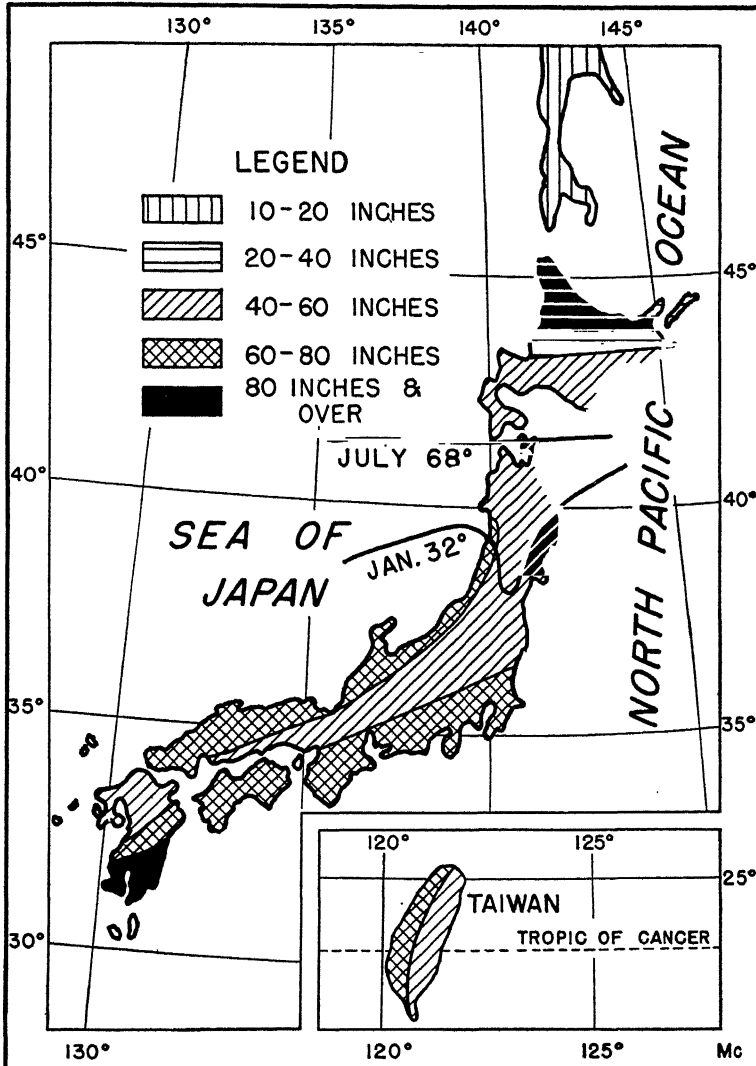 130° 135° 140° 145°
LEGEND
10-20 INCHES
20-40 INCHES
40-60 INCHES
60-80 INCHES
80 INCHES &
OVER
OCEAN
NORTH PACIFIC
45° 45°
JULY 68°
40° 40°
SEA OF
JAPAN
JAN. 32°
35° 35°
120° 125°
25°
TAIWAN
TROPIC OF CANCER
30°
130° 120° 125° Mc